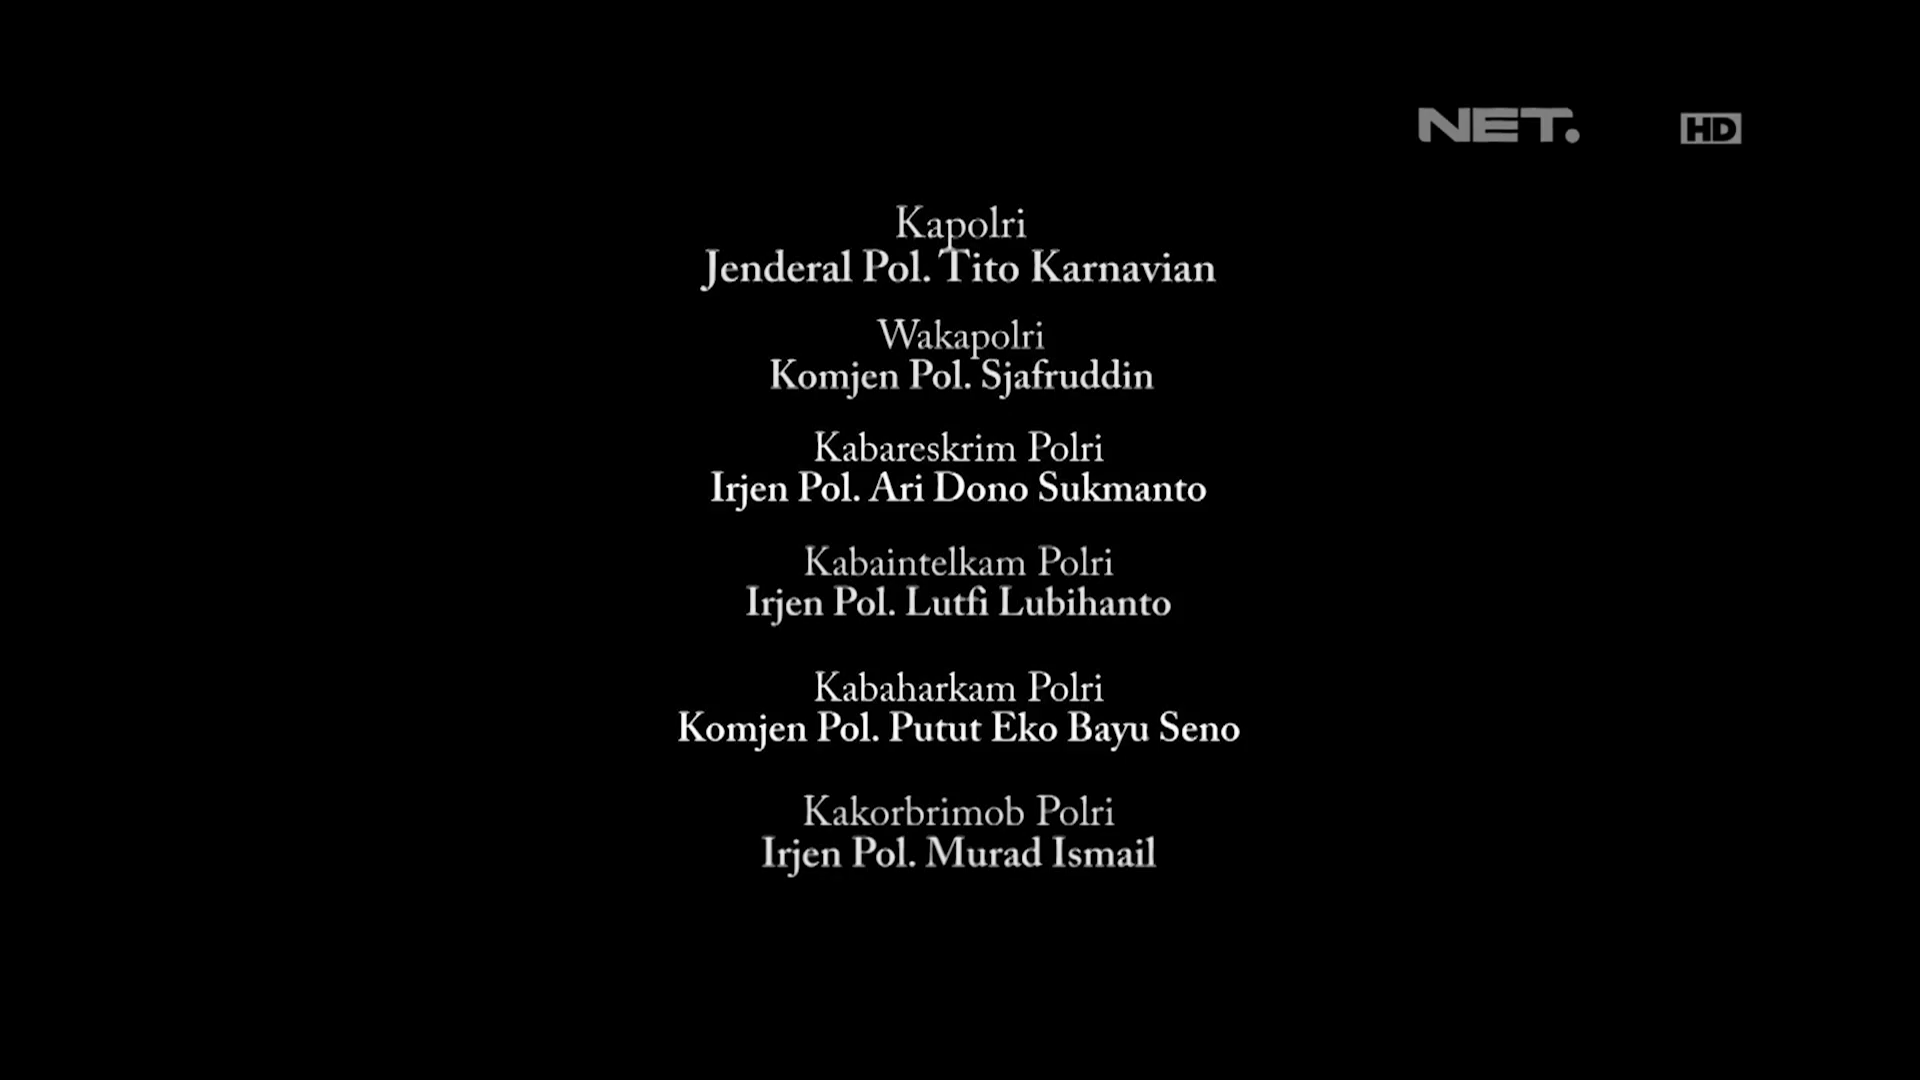 NET.
HD
Kapolri
Jenderal Pol. Tito Karnavian
Wakapolri
Komjen Pol. Sjafruddin
Kabareskrim Polri
Irjen Pol. Ari Dono Sukmanto
Kabaintelkam Polri
Irjen Pol. Lutfi Lubihanto
Kabaharkam Polri
Komjen Pol. Putut Eko Bayu Seno
Kakorbrimob Polri
Irjen Pol. Murad Ismail